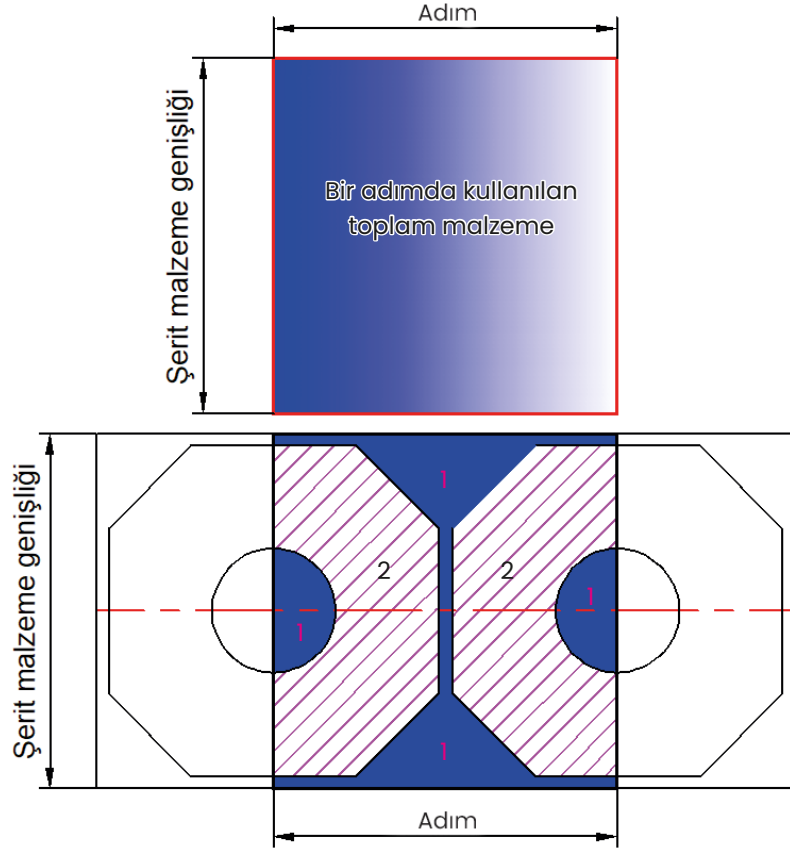 Adım
Şerit malzeme genişliği
Bir adımda kullanılan
toplam malzeme
Şerit malzeme genişliği
1
2
2
1
1
1
Adım